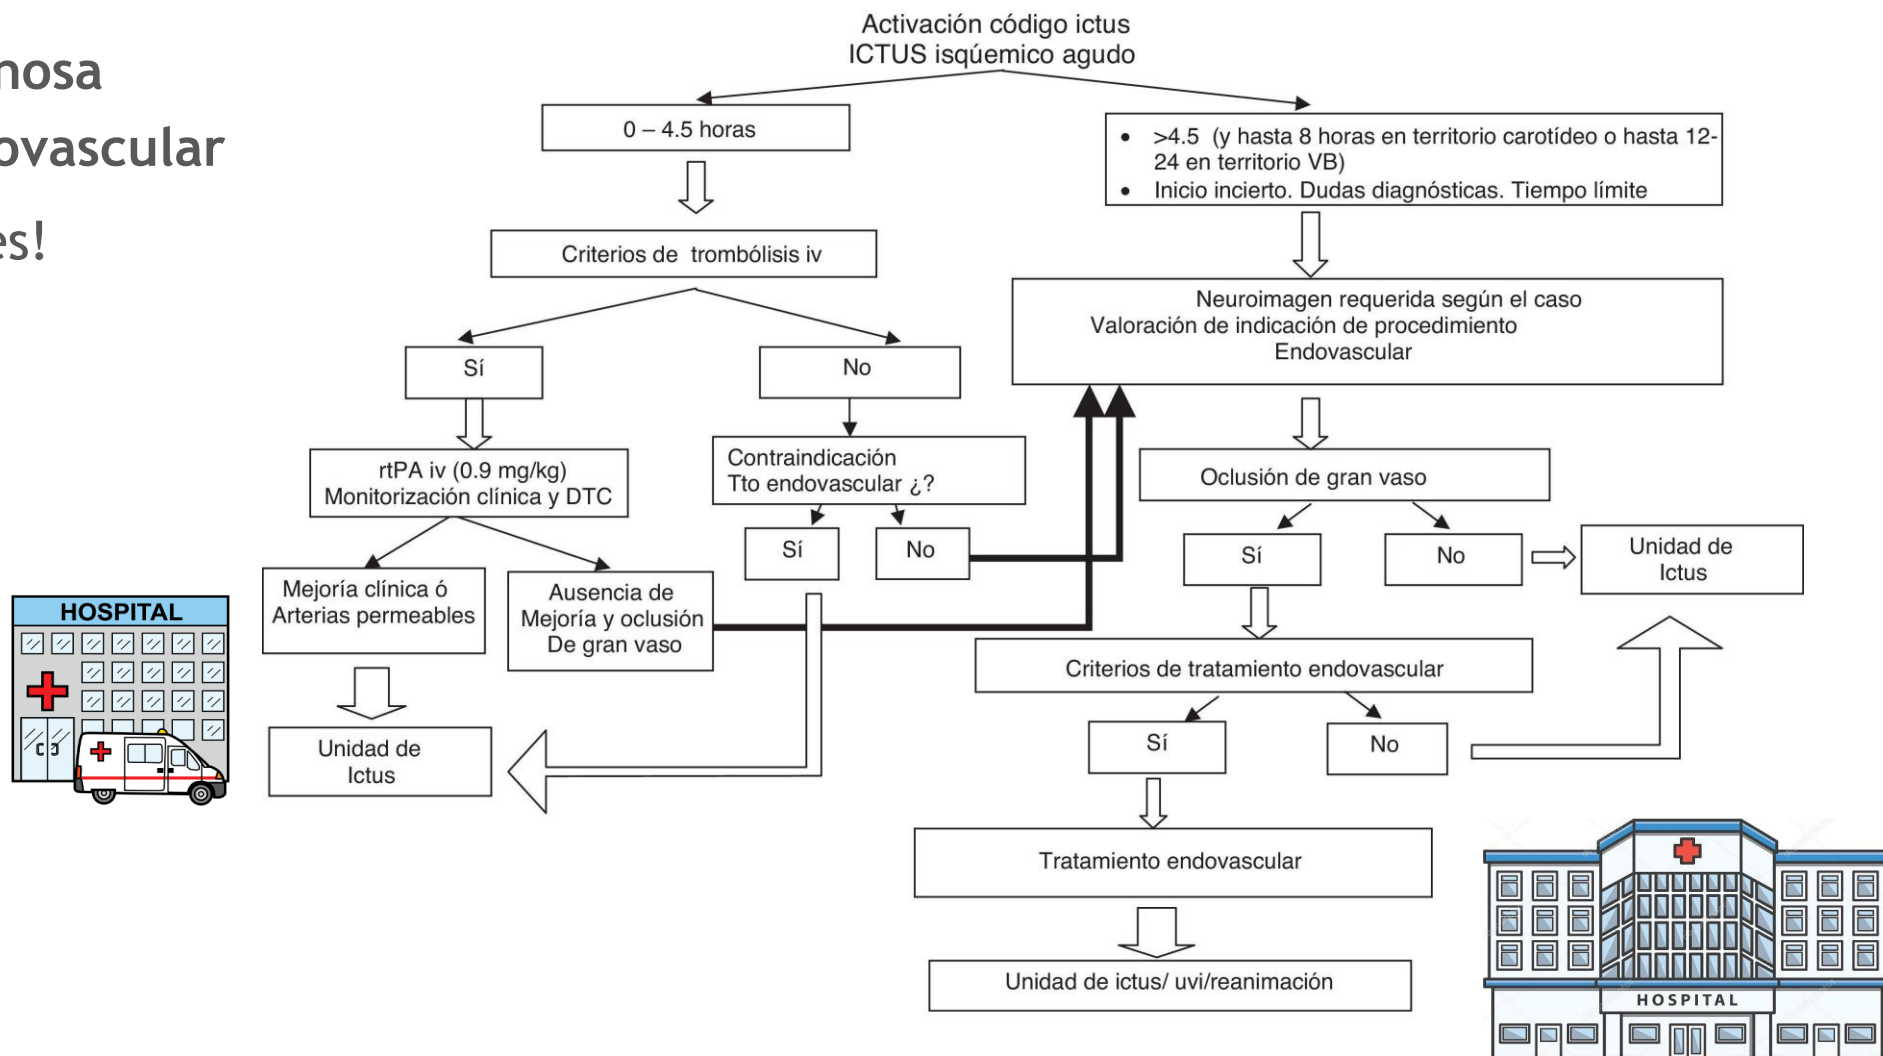 nosa
ovascular
es!
Activación código ictus
ICTUS isqúemico agudo
0 – 4.5 horas
• >4.5 (y hasta 8 horas en territorio carotídeo o hasta 12-
24 en territorio VB)
• Inicio incierto. Dudas diagnósticas. Tiempo límite
Criterios de trombólisis iv
Neuroimagen requerida según el caso
Valoración de indicación de procedimiento
Endovascular
Sí
No
rtPA iv (0.9 mg/kg)
Monitorización clínica y DTC
Contraindicación
Tto endovascular ¿?
Oclusión de gran vaso
Sí
No
Sí
No
Unidad de
Ictus
Mejoría clínica ó
Arterias permeables
Ausencia de
Mejoría y oclusión
De gran vaso
HOSPITAL
Criterios de tratamiento endovascular
Unidad de
Ictus
Sí
No
Tratamiento endovascular
Unidad de ictus/ uvi/reanimación
HOSPITAL